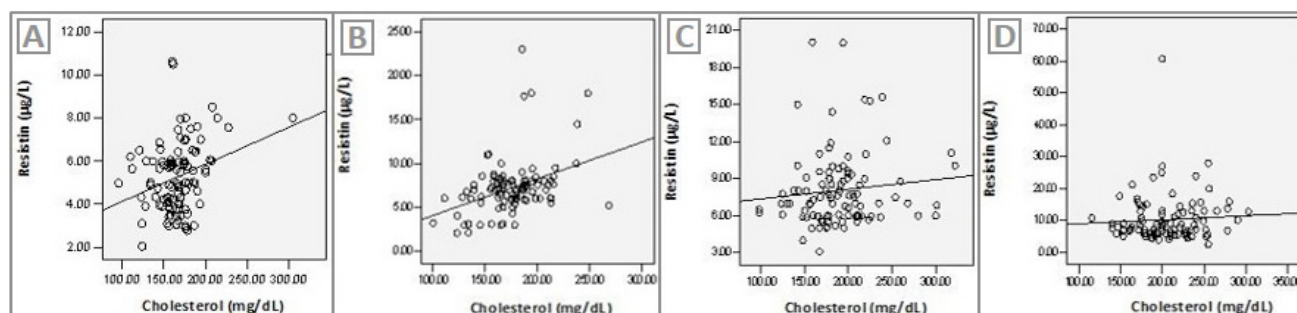 A
12.00
10.00
8.00
6.00
4.00
2.00
Resistin (µg/L)
100.00 150.00 200.00 250.00 300.00
Cholesterol (mg/dL)
B
25.00
20.00
15.00
10.00
5.00
0.00
Resistin (µg/L)
100.00 150.00 200.00 250.00 300.00
Cholesterol (mg/dL)
C
21.00
18.00
15.00
12.00
9.00
6.00
3.00
Resistin (µg/L)
100.00 150.00 200.00 250.00 300.00
Cholesterol (mg/dL)
D
70.00
60.00
50.00
40.00
30.00
20.00
10.00
0.00
Resistin (µg/L)
100.00 150.00 200.00 250.00 300.00 350.00
Cholesterol (mg/dL)